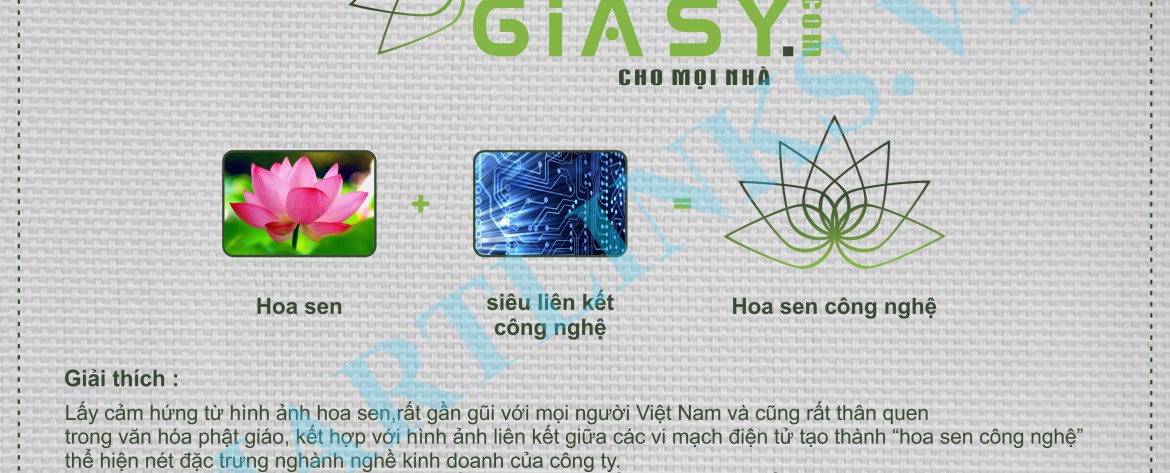 GiASY.com
CHO MỌI NHÀ
Hoa sen
siêu liên kết
công nghệ
Hoa sen công nghệ
Giải thích :
Lấy cảm hứng từ hình ảnh hoa sen,rất gần gũi với mọi người Việt Nam và cũng rất thân quen
trong văn hóa phật giáo, kết hợp với hình ảnh liên kết giữa các vi mạch điện tử tạo thành “hoa sen công nghệ”
thể hiện nét đặc trưng nghành nghề kinh doanh của công ty.
ARTLINKS.V